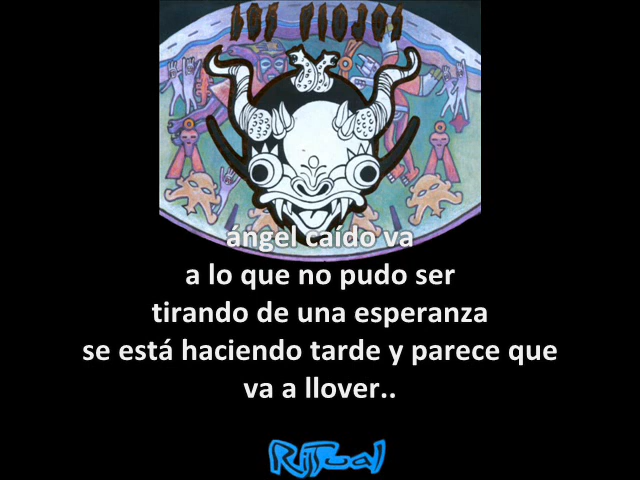 LOS PIOJOS
ángel caído va
a lo que no pudo ser
tirando de una esperanza
se está haciendo tarde y parece que
va a llover..
Ritual